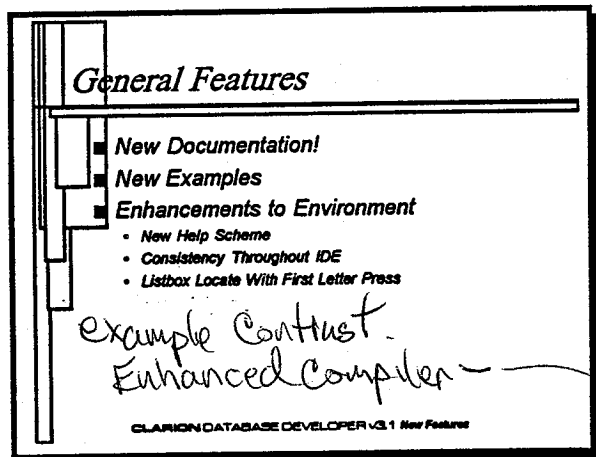 General Features
New Documentation!
New Examples
Enhancements to Environment
New Help Scheme
Consistency Throughout IDE
Listbox Locate With First Letter Press
example Contrast.
Enhanced Compiler -
CLARION DATABASE DEVELOPER v3.1 New Features